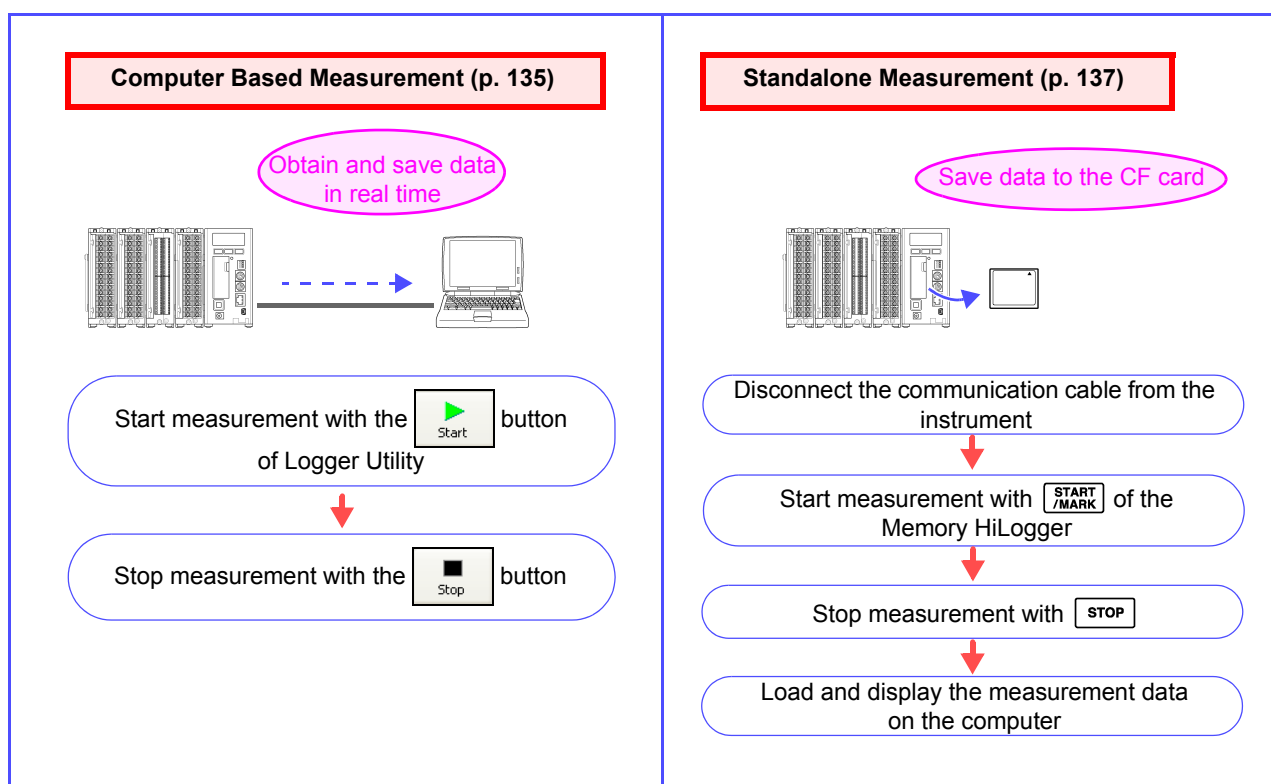 Computer Based Measurement (p. 135)
Obtain and save data
in real time
Start measurement with the Start button
of Logger Utility
Stop measurement with the Stop button
Standalone Measurement (p. 137)
Save data to the CF card
Disconnect the communication cable from the
instrument
Start measurement with START /MARK of the
Memory HiLogger
Stop measurement with STOP
Load and display the measurement data
on the computer